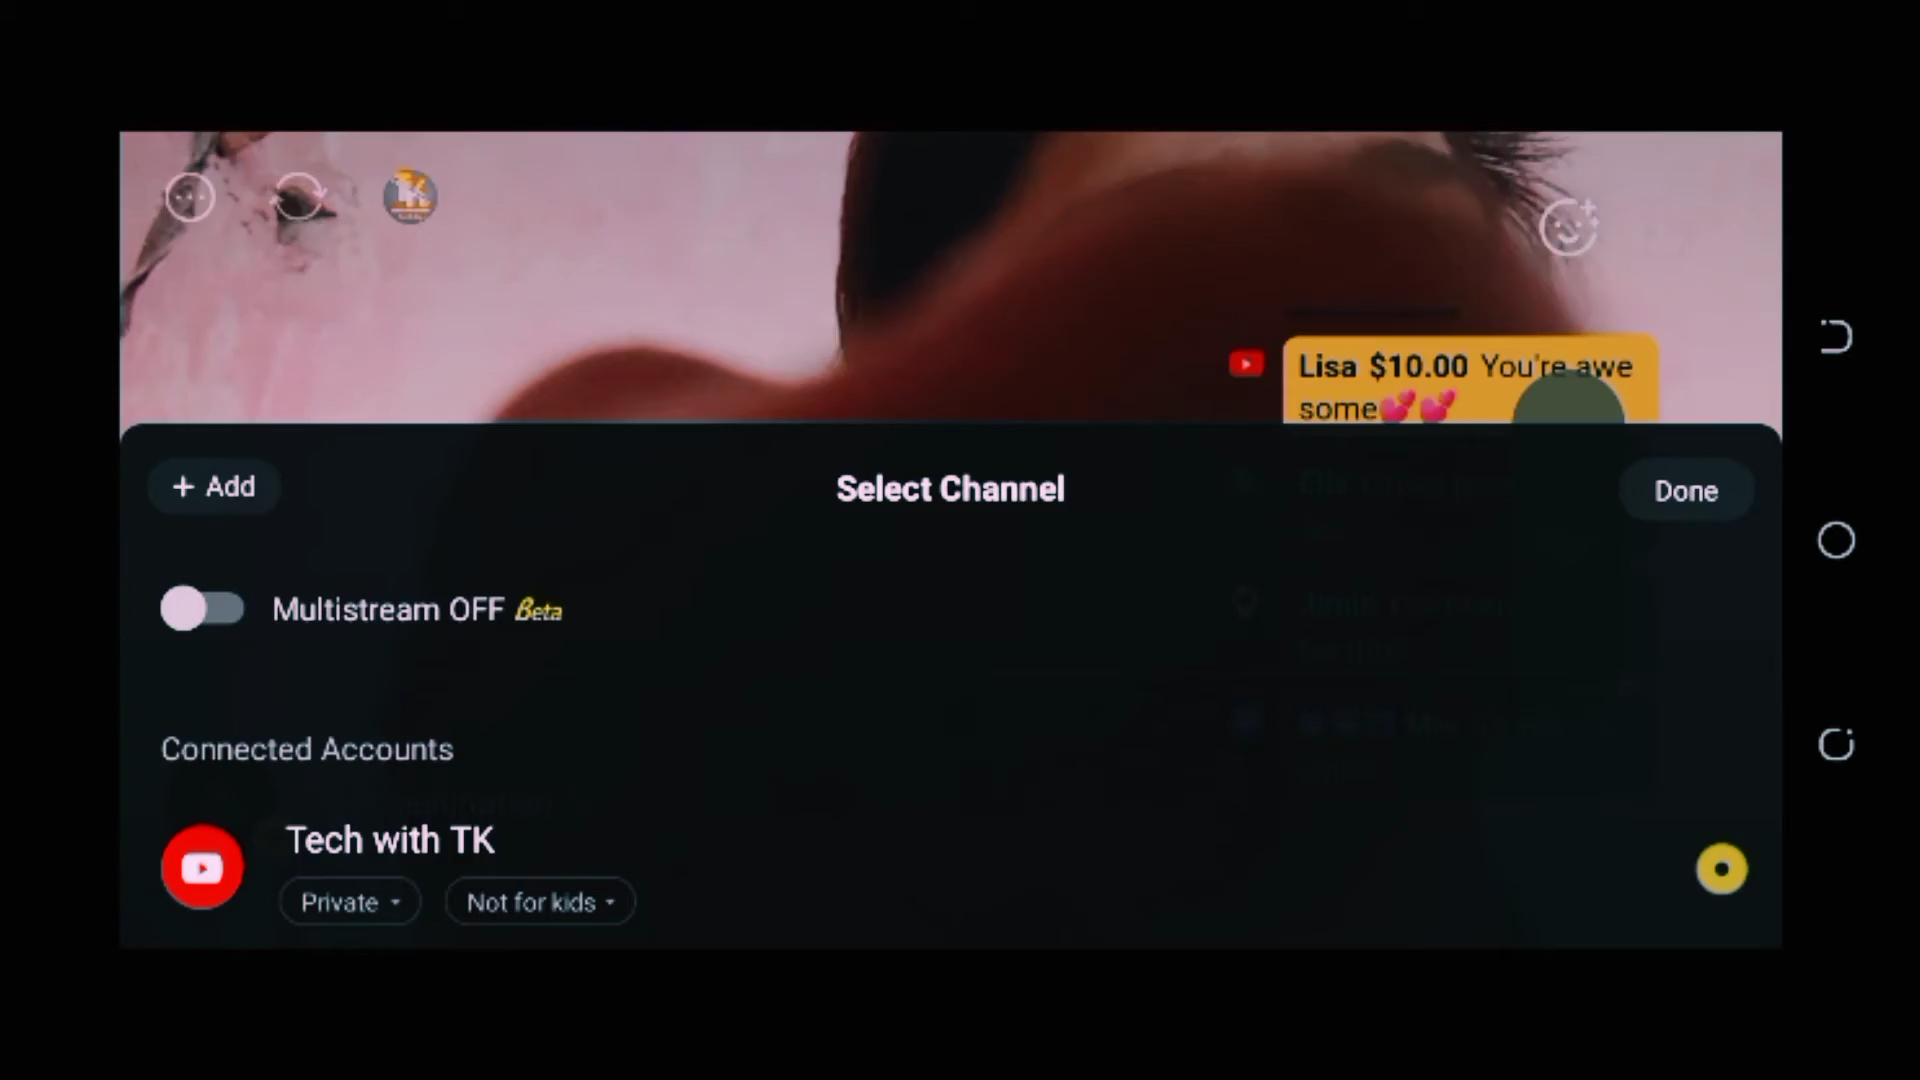 Lisa $10.00 You're awe
some💕💕
+ Add
Select Channel
Done
Multistream OFF Beta
Connected Accounts
Tech with TK
Private
Not for kids